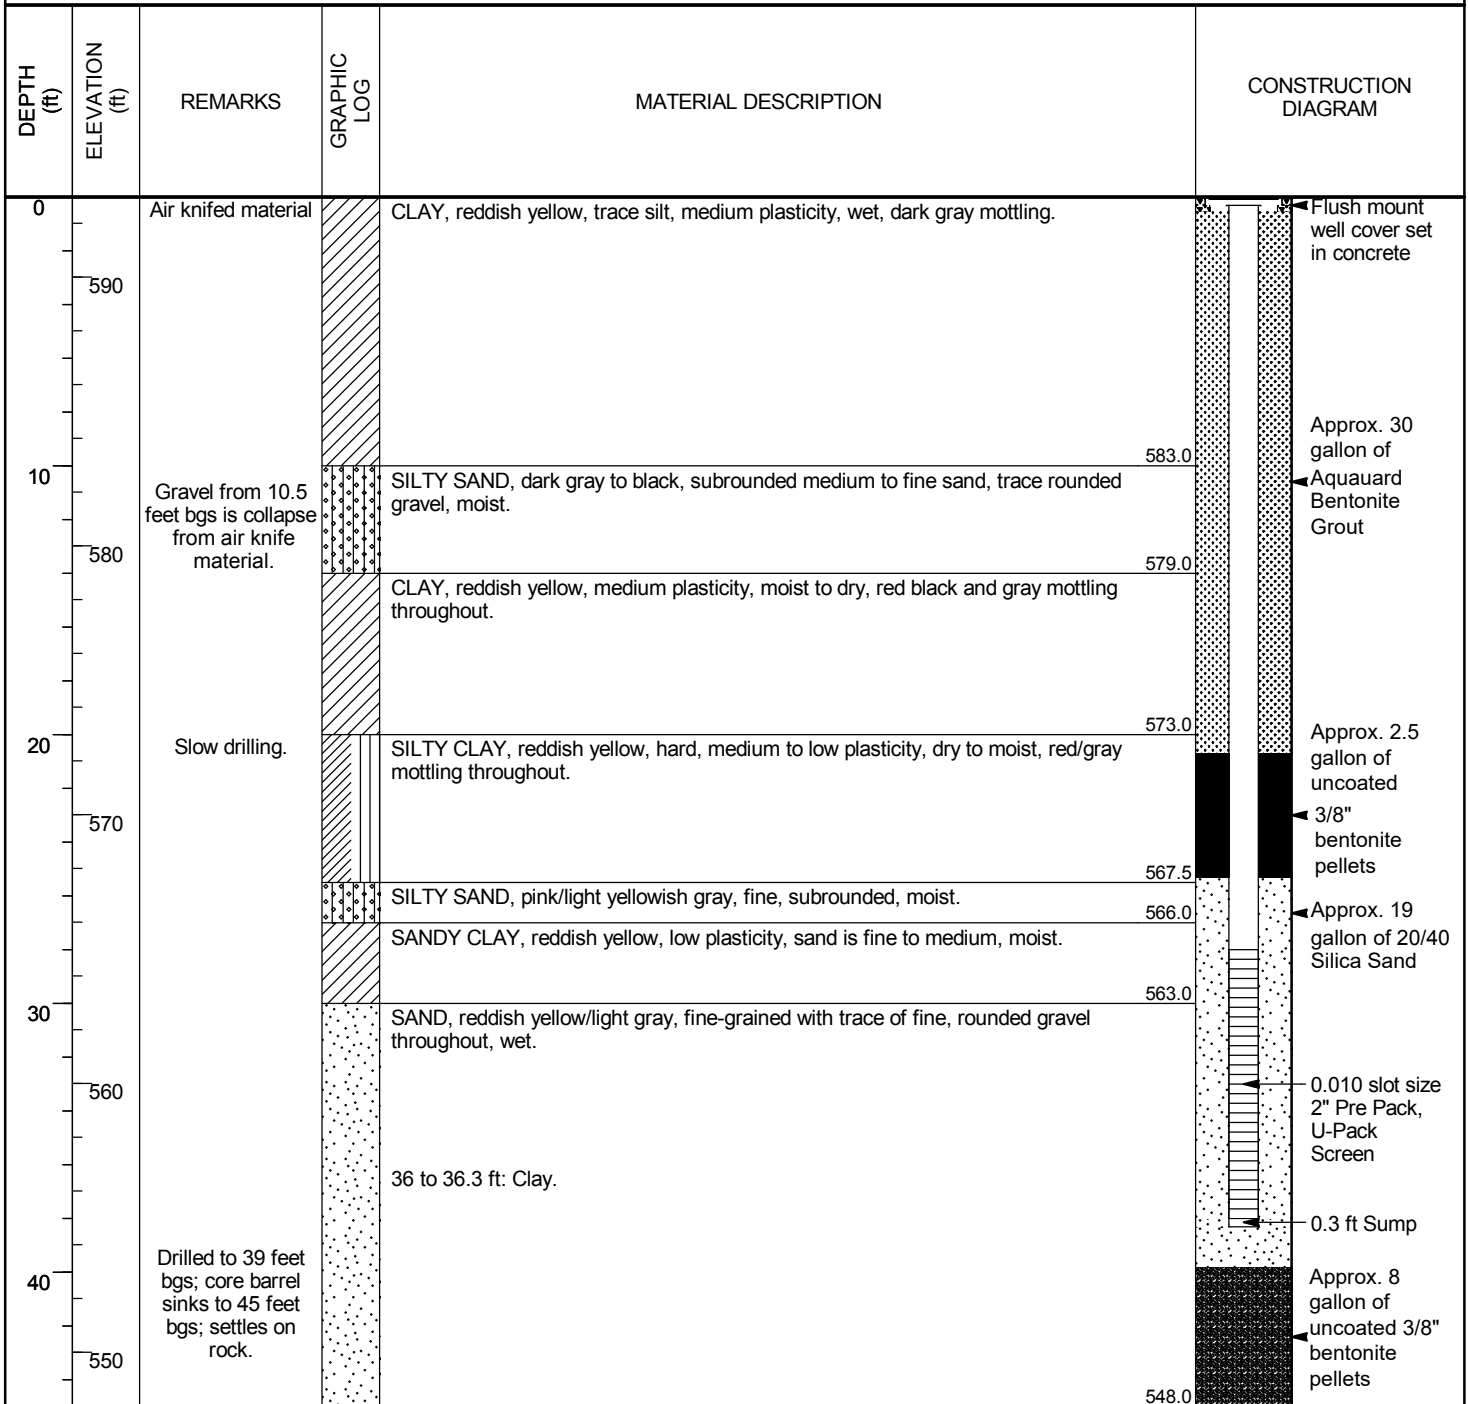 DEPTH
(ft)
ELEVATION
(ft)
REMARKS
GRAPHIC
LOG
MATERIAL DESCRIPTION
CONSTRUCTION
DIAGRAM
0
Air knifed material
CLAY, reddish yellow, trace silt, medium plasticity, wet, dark gray mottling.
Flush mount
well cover set
in concrete
590
583.0
10
Gravel from 10.5
feet bgs is collapse
from air knife
material.
SILTY SAND, dark gray to black, subrounded medium to fine sand, trace rounded
gravel, moist.
Approx. 30
gallon of
Aquauard
Bentonite
Grout
580
579.0
CLAY, reddish yellow, medium plasticity, moist to dry, red black and gray mottling
throughout.
573.0
20
Slow drilling.
SILTY CLAY, reddish yellow, hard, medium to low plasticity, dry to moist, red/gray
mottling throughout.
Approx. 2.5
gallon of
uncoated
3/8"
bentonite
pellets
570
567.5
SILTY SAND, pink/light yellowish gray, fine, subrounded, moist.
566.0
Approx. 19
gallon of 20/40
Silica Sand
SANDY CLAY, reddish yellow, low plasticity, sand is fine to medium, moist.
563.0
30
SAND, reddish yellow/light gray, fine-grained with trace of fine, rounded gravel
throughout, wet.
560
0.010 slot size
2" Pre Pack,
U-Pack
Screen
36 to 36.3 ft: Clay.
0.3 ft Sump
40
Drilled to 39 feet
bgs; core barrel
sinks to 45 feet
bgs; settles on
rock.
Approx. 8
gallon of
uncoated 3/8"
bentonite
pellets
550
548.0